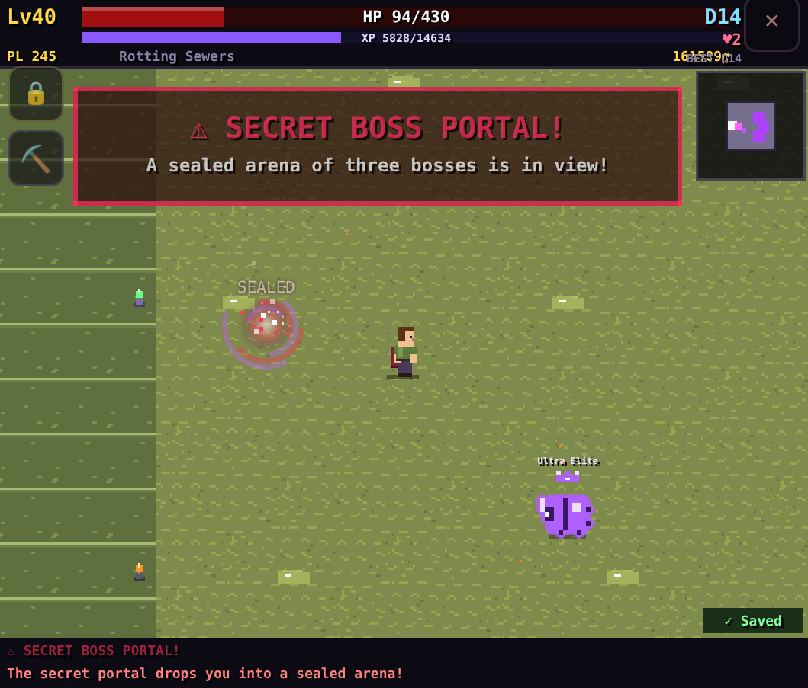 Lv40
HP 94/430
D14
XP 5828/14634
♥2
PL 245
Rotting Sewers
⚠ SECRET BOSS PORTAL!
A sealed arena of three bosses is in view!
SEALED
Ultra Elite
✓ Saved
⚠ SECRET BOSS PORTAL!
The secret portal drops you into a sealed arena!